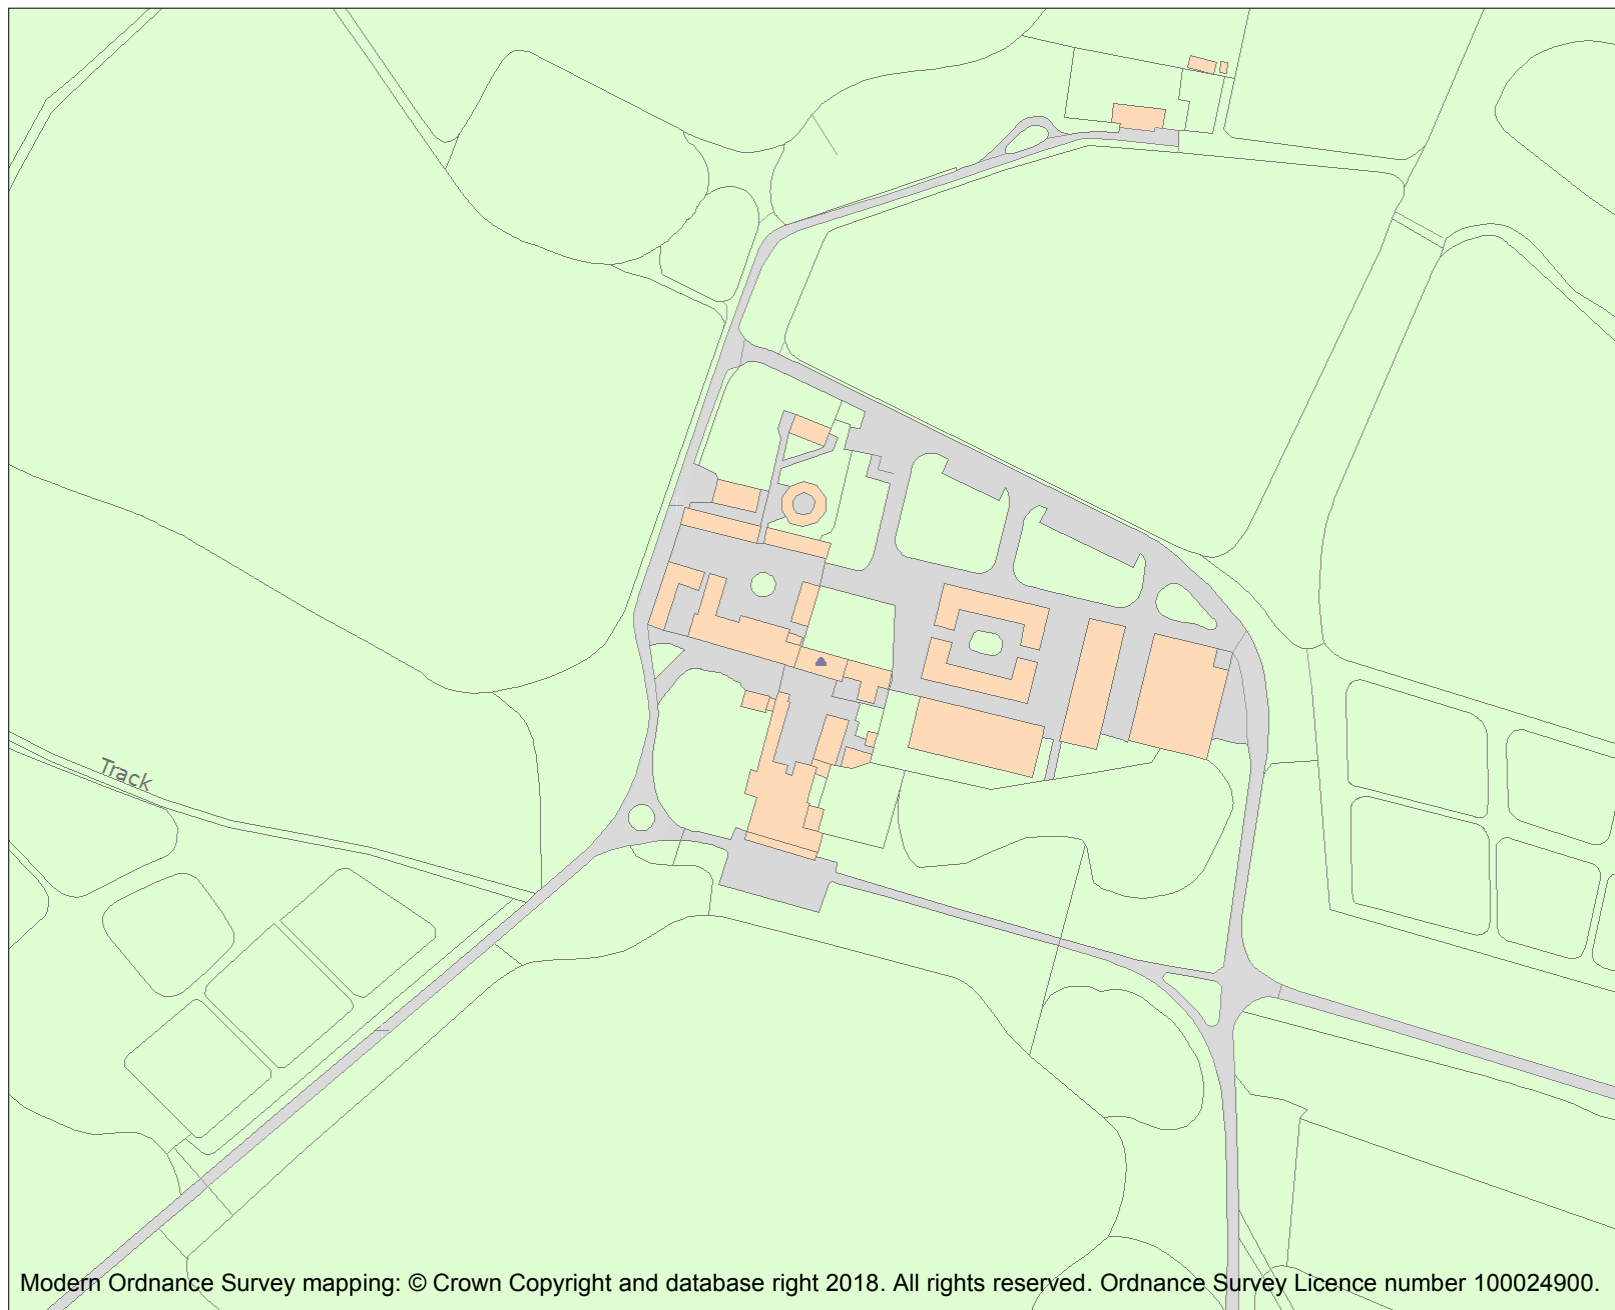 Track
Modern Ordnance Survey mapping: © Crown Copyright and database right 2018. All rights reserved. Ordnance Survey Licence number 100024900.